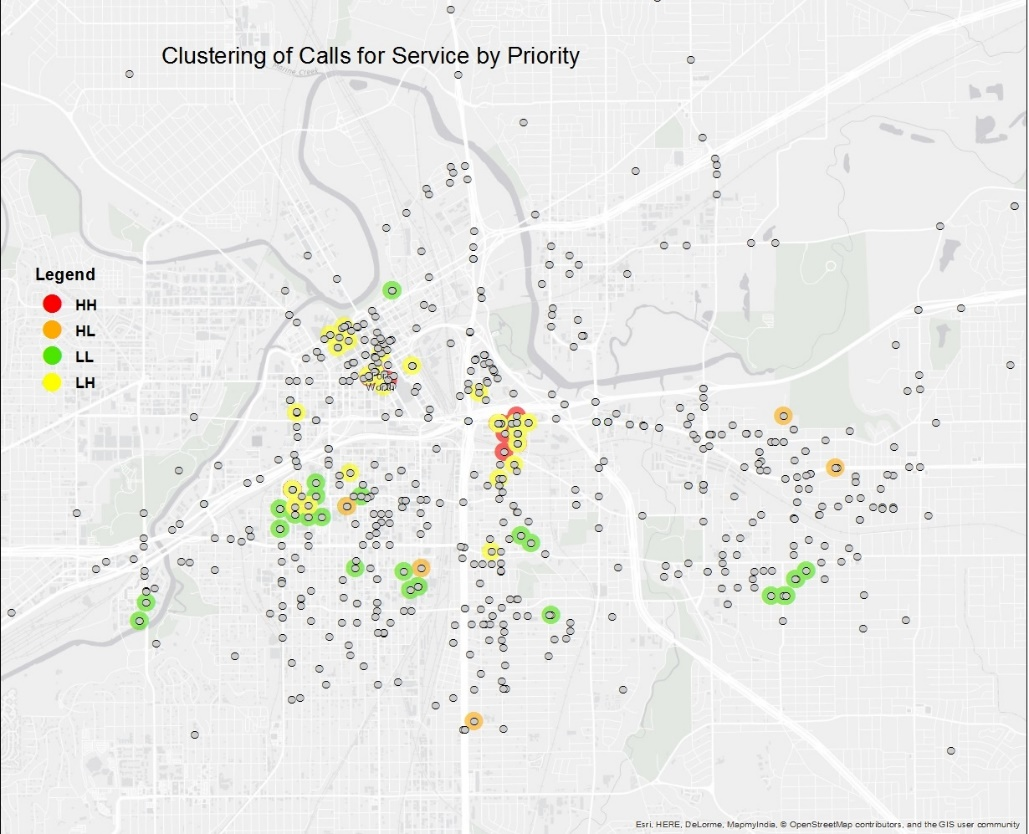 Clustering of Calls for Service by Priority
Legend
HH
HL
LL
LH
Esri, HERE, DeLorme, MapmyIndia, © OpenStreetMap contributors, and the GIS user community